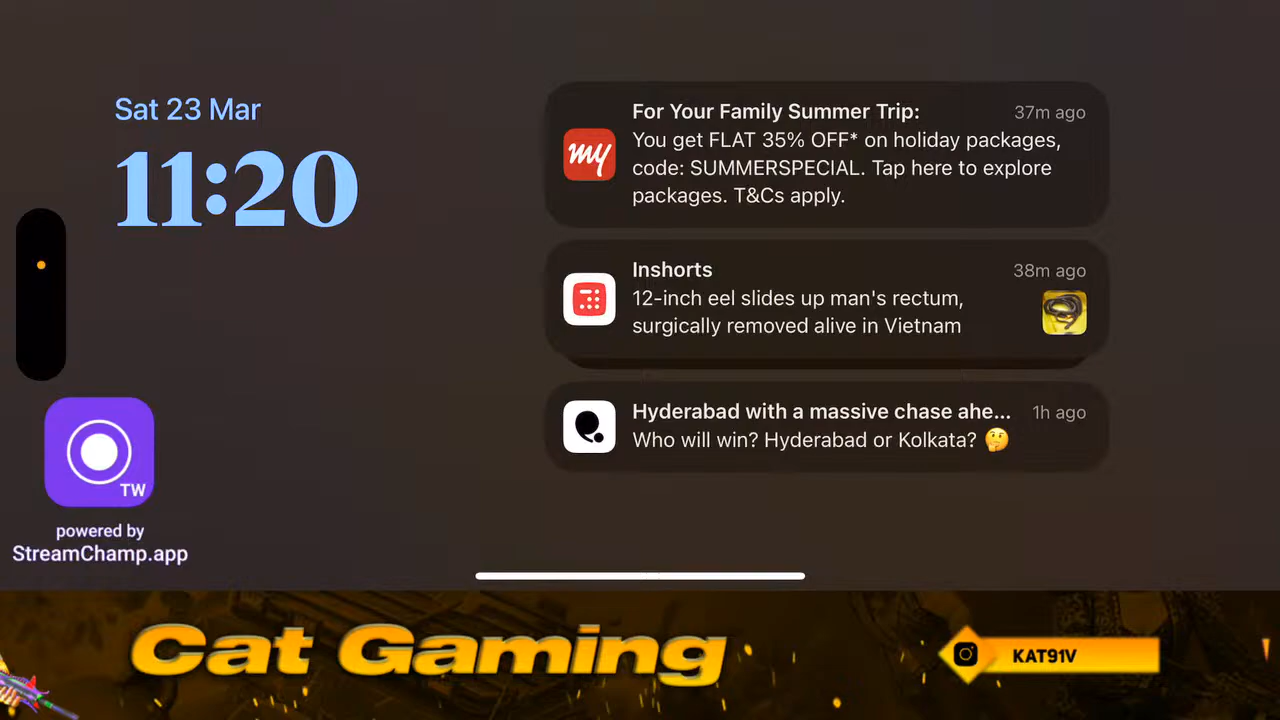 Sat 23 Mar
11:20
For Your Family Summer Trip:
37m ago
my
You get FLAT 35% OFF* on holiday packages,
code: SUMMERSPECIAL. Tap here to explore
packages. T&Cs apply.
Inshorts
38m ago
12-inch eel slides up man's rectum,
surgically removed alive in Vietnam
Hyderabad with a massive chase ahe...
1h ago
Who will win? Hyderabad or Kolkata? 🤔
TW
powered by
StreamChamp.app
Cat Gaming
KAT91V